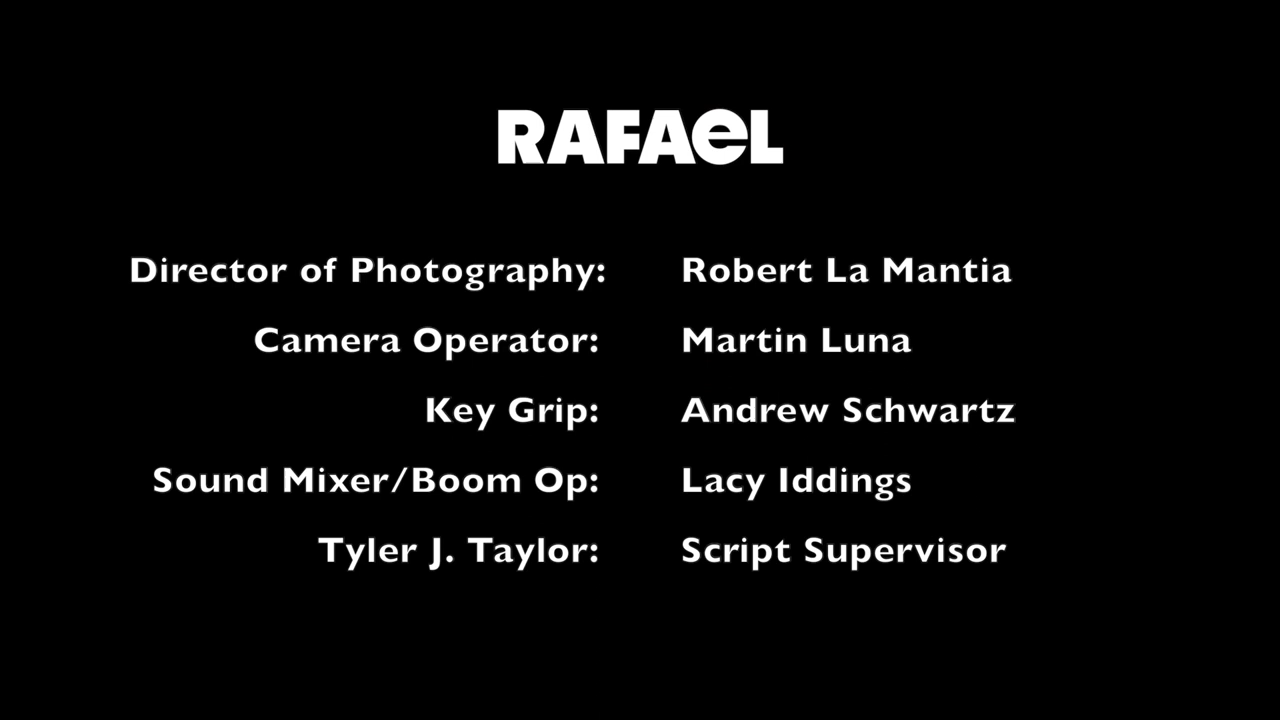 RAFAeL
Director of Photography: Robert La Mantia
Camera Operator: Martin Luna
Key Grip: Andrew Schwartz
Sound Mixer/Boom Op: Lacy Iddings
Tyler J. Taylor: Script Supervisor